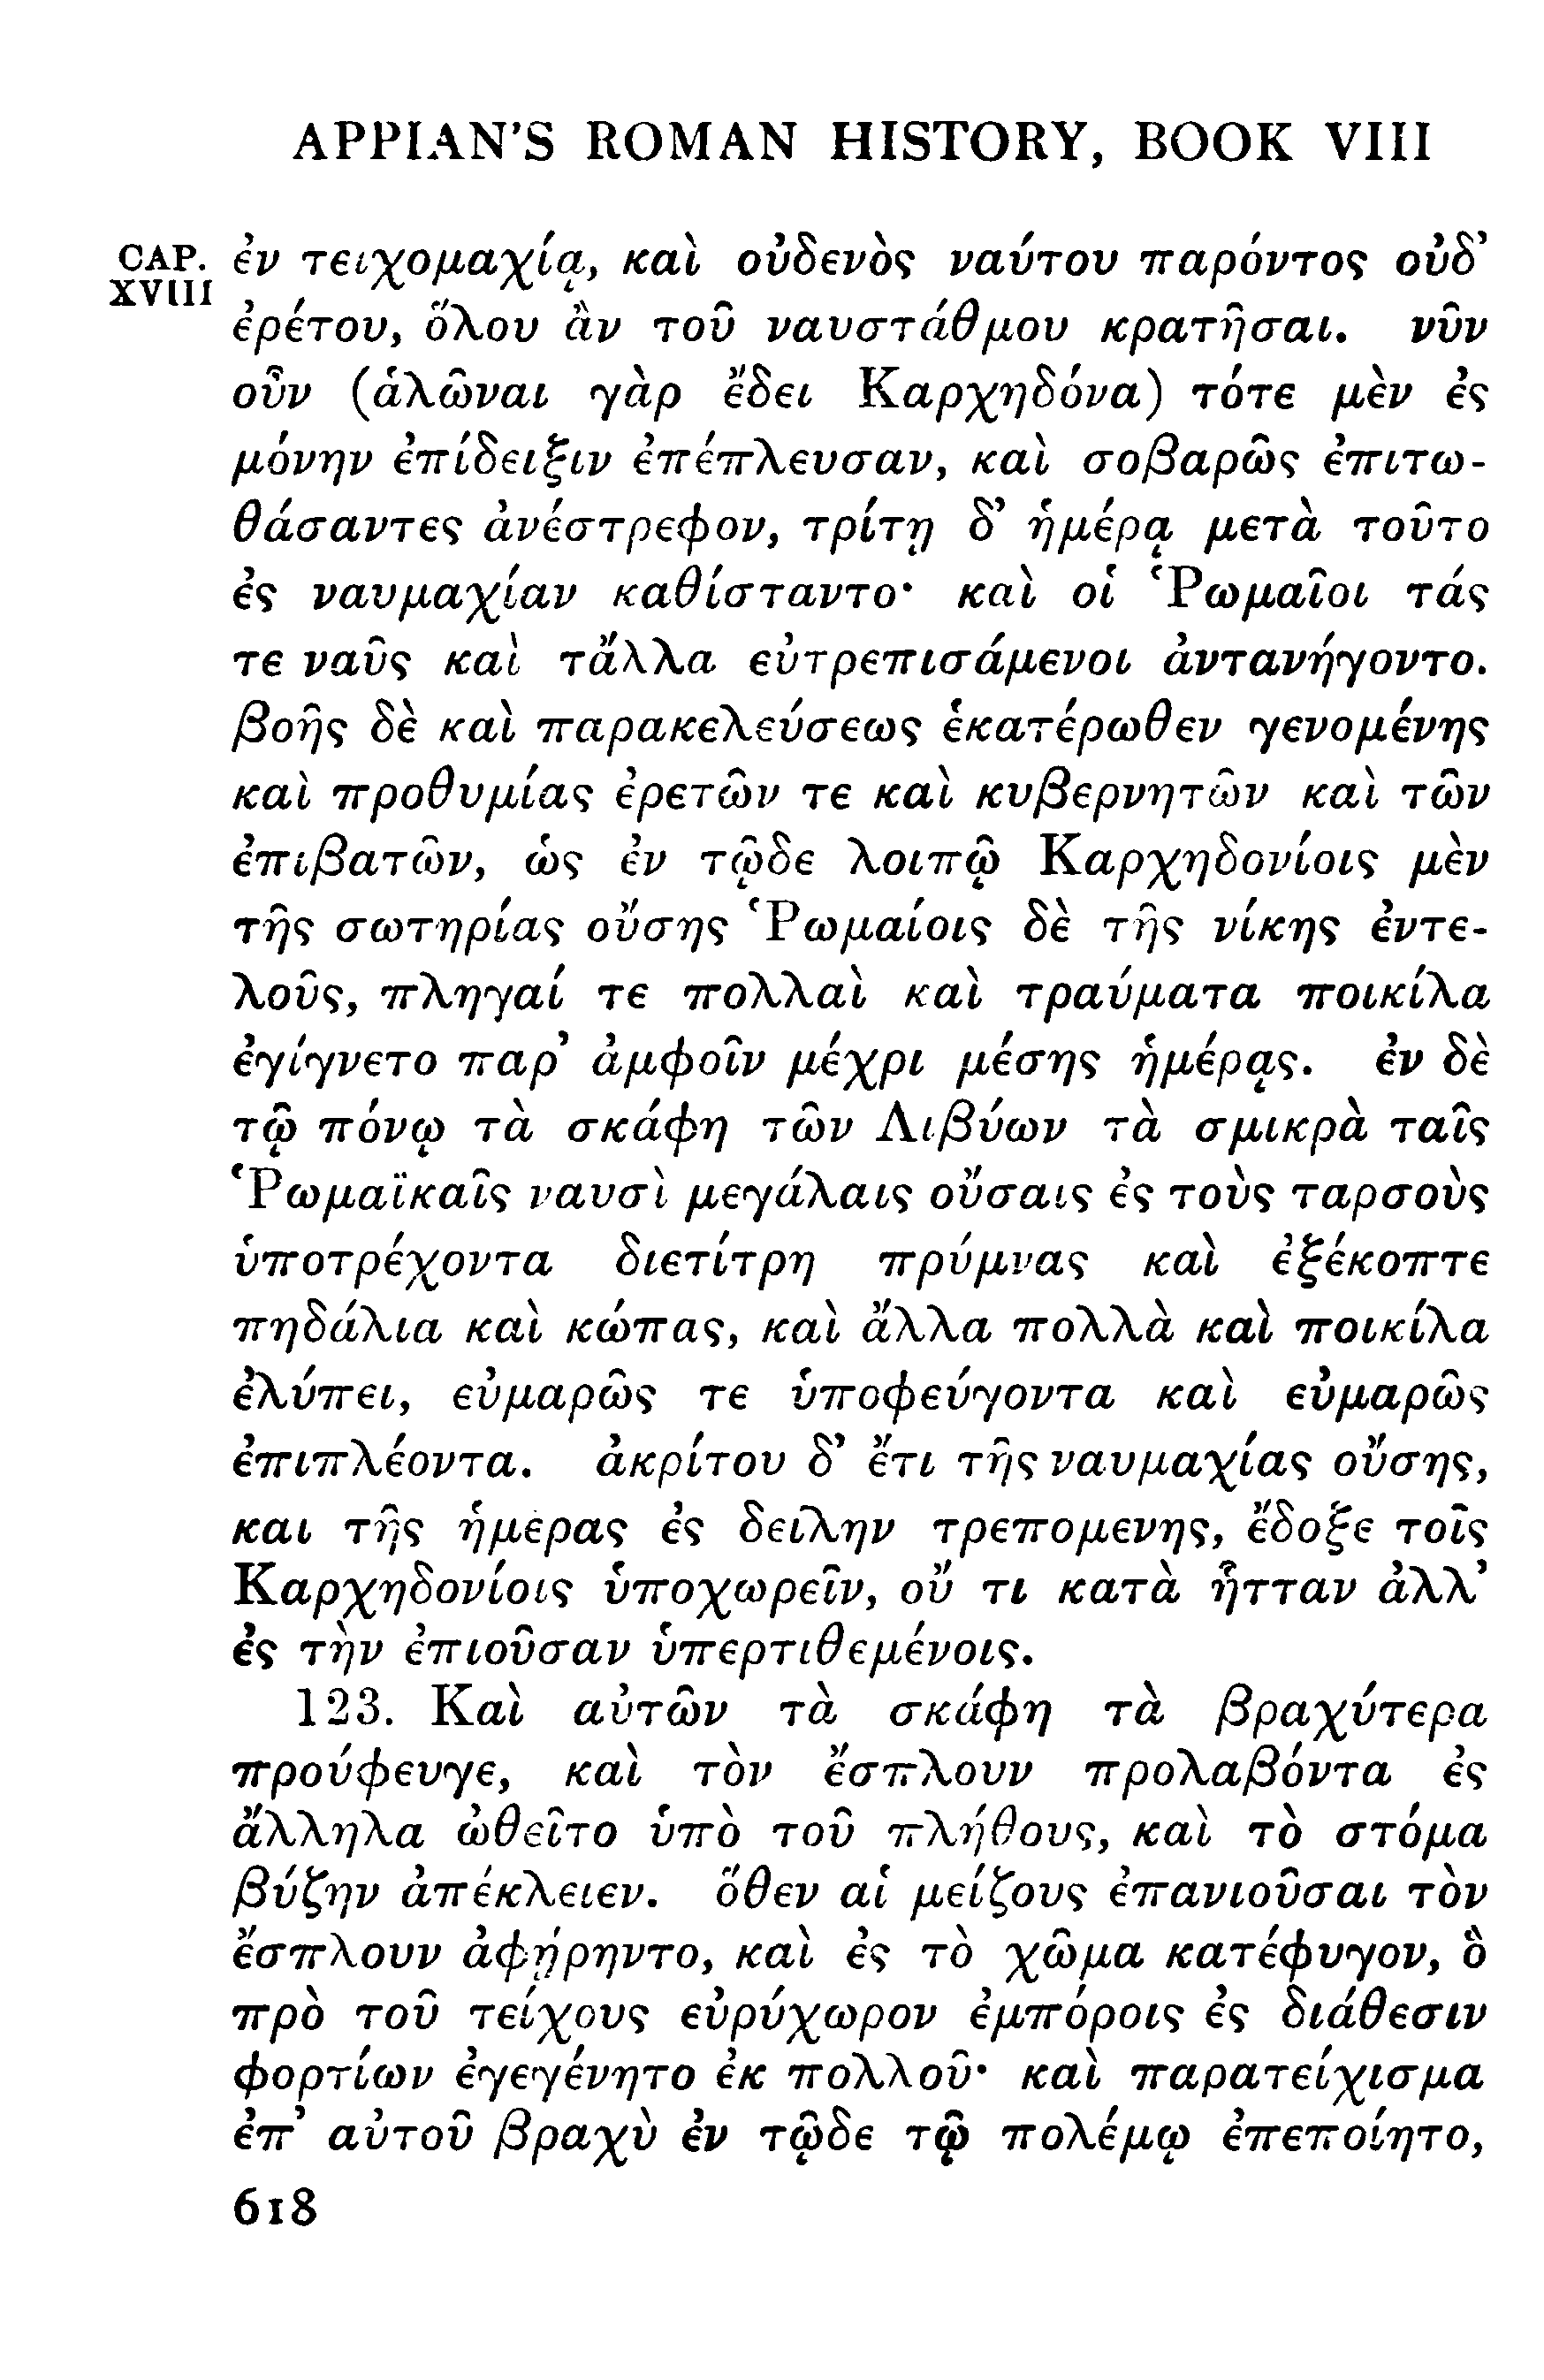 APPIAN'S ROMAN HISTORY, BOOK VIII
CAP. XVIII
ἐν τειχομαχίᾳ, καὶ οὐδενὸς ναύτου παρόντος οὐδ’
ἐρέτου, ὅλου ἂν τοῦ ναυστάθμου κρατῆσαι. νῦν
οὖν (ἁλῶναι γὰρ ἔδει Καρχηδόνα) τότε μὲν ἐς
μόνην ἐπίδειξιν ἐπέπλευσαν, καὶ σοβαρῶς ἐπιτω-
θάσαντες ἀνέστρεφον, τρίτῃ δ’ ἡμέρᾳ μετὰ τοῦτο
ἐς ναυμαχίαν καθίσταντο· καὶ οἱ Ῥωμαῖοι τάς
τε ναῦς καὶ τἄλλα εὐτρεπισάμενοι ἀντανήγοντο.
βοῆς δὲ καὶ παρακελεύσεως ἑκατέρωθεν γενομένης
καὶ προθυμίας ἐρετῶν τε καὶ κυβερνητῶν καὶ τῶν
ἐπιβατῶν, ὡς ἐν τῷδε λοιπῷ Καρχηδονίοις μὲν
τῆς σωτηρίας οὔσης Ῥωμαίοις δὲ τῆς νίκης ἐντε-
λοῦς, πληγαί τε πολλαὶ καὶ τραύματα ποικίλα
ἐγίγνετο παρ’ ἀμφοῖν μέχρι μέσης ἡμέρᾳς. ἐν δὲ
τῷ πόνῳ τὰ σκάφη τῶν Λιβύων τὰ σμικρὰ ταῖς
Ῥωμαϊκαῖς ναυσὶ μεγάλαις οὔσαις ἐς τοὺς ταρσοὺς
ὑποτρέχοντα διετίτρη πρύμνας καὶ ἐξέκοπτε
πηδάλια καὶ κώπας, καὶ ἄλλα πολλὰ καὶ ποικίλα
ἐλύπει, εὐμαρῶς τε ὑποφεύγοντα καὶ εὐμαρῶς
ἐπιπλέοντα. ἀκρίτου δ’ ἔτι τῆς ναυμαχίας οὔσης,
και τῆς ἡμερας ἐς δειλην τρεπομενης, ἔδοξε τοῖς
Καρχηδονίοις ὑποχωρεῖν, οὔ τι κατὰ ἧτταν ἀλλ’
ἐς τὴν ἐπιοῦσαν ὑπερτιθεμένοις.
123. Καὶ αὐτῶν τὰ σκάφη τὰ βραχύτερα
προύφευγε, καὶ τὸν ἔσπλουν προλαβόντα ἐς
ἄλληλα ὠθεῖτο ὑπὸ τοῦ πλήθους, καὶ τὸ στόμα
βύζην ἀπέκλειεν. ὅθεν αἱ μείζους ἐπανιοῦσαι τὸν
ἔσπλουν ἀφῄρηντο, καὶ ἐς τὸ χῶμα κατέφυγον, ὃ
πρὸ τοῦ τείχους εὐρύχωρον ἐμπόροις ἐς διάθεσιν
φορτίων ἐγεγένητο ἐκ πολλοῦ· καὶ παρατείχισμα
ἐπ’ αὐτοῦ βραχὺ ἐν τῷδε τῷ πολέμῳ ἐπεποίητο,
618